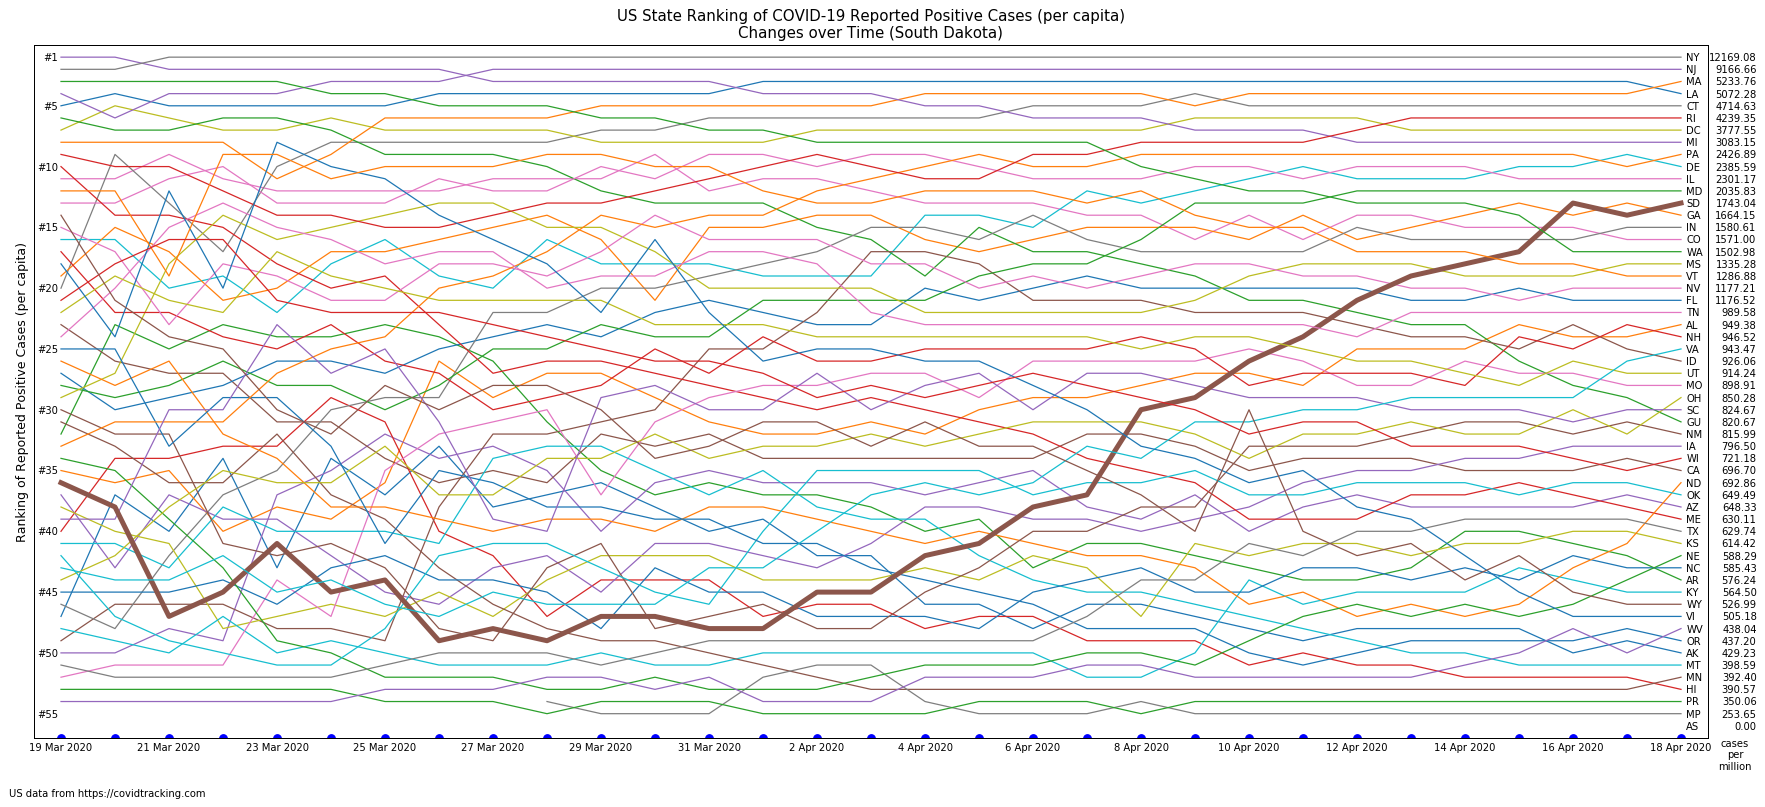 US State Ranking of COVID-19 Reported Positive Cases (per capita)
Changes over Time (South Dakota)
Ranking of Reported Positive Cases (per capita)
#1
#5
#10
#15
#20
#25
#30
#35
#40
#45
#50
#55
NY 12169.08
NJ 9166.66
MA 5233.76
LA 5072.28
CT 4714.63
RI 4239.35
DC 3777.55
MI 3083.15
PA 2426.89
DE 2385.59
IL 2301.17
MD 2035.83
SD 1743.04
GA 1664.15
IN 1580.61
CO 1571.00
WA 1502.98
MS 1335.28
VT 1286.88
NV 1177.21
FL 1176.52
TN 989.58
AL 949.38
NH 946.52
VA 943.47
ID 926.06
UT 914.24
MO 898.91
OH 850.28
SC 824.67
GU 820.67
NM 815.99
IA 796.50
WI 721.18
CA 696.70
ND 692.86
OK 649.49
AZ 648.33
ME 630.11
TX 629.74
KS 614.42
NE 588.29
NC 585.43
AR 576.24
KY 564.50
WY 526.99
VI 505.18
WV 438.04
OR 437.20
AK 429.23
MT 398.59
MN 392.40
HI 390.57
PR 350.06
MP 253.65
AS 0.00
19 Mar 2020 21 Mar 2020 23 Mar 2020 25 Mar 2020 27 Mar 2020 29 Mar 2020 31 Mar 2020 2 Apr 2020 4 Apr 2020 6 Apr 2020 8 Apr 2020 10 Apr 2020 12 Apr 2020 14 Apr 2020 16 Apr 2020 18 Apr 2020
cases
per
million
US data from https://covidtracking.com